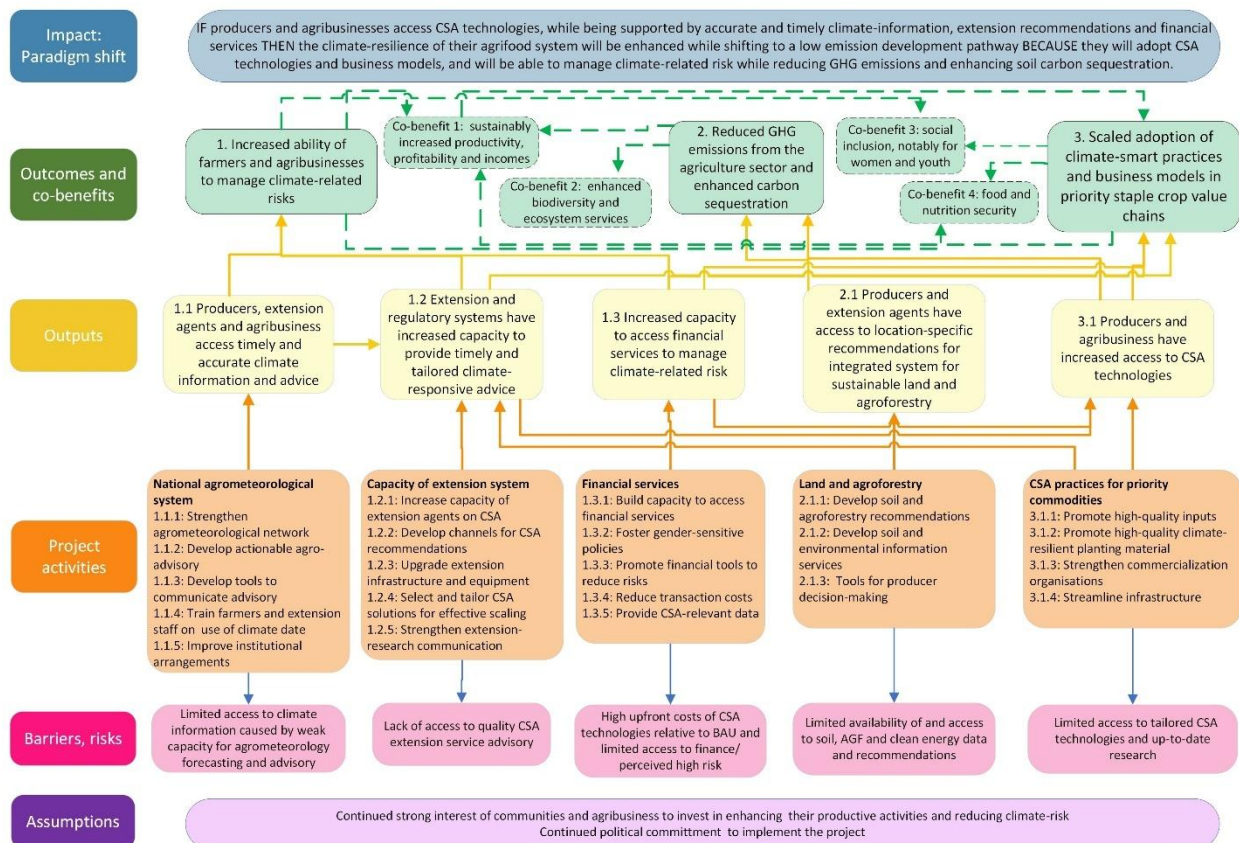 Impact:
Paradigm shift
IF producers and agribusinesses access CSA technologies, while being supported by accurate and timely climate-information, extension recommendations and financial
services THEN the climate-resilience of their agrifood system will be enhanced while shifting to a low emission development pathway BECAUSE they will adopt CSA
technologies and business models, and will be able to manage climate-related risk while reducing GHG emissions and enhancing soil carbon sequestration.
Outcomes and
co-benefits
1. Increased ability of
farmers and agribusinesses
to manage climate-related
risks
Co-benefit 1: sustainably
increased productivity,
profitability and incomes
Co-benefit 2: enhanced
biodiversity and
ecosystem services
2. Reduced GHG
emissions from the
agriculture sector and
enhanced carbon
sequestration
Co-benefit 3: social
inclusion, notably for
women and youth
Co-benefit 4: food and
nutrition security
3. Scaled adoption of
climate-smart practices
and business models in
priority staple crop value
chains
Outputs
1.1 Producers, extension
agents and agribusiness
access timely and
accurate climate
information and advice
1.2 Extension and
regulatory systems have
increased capacity to
provide timely and
tailored climate-
responsive advice
1.3 Increased capacity
to access financial
services to manage
climate-related risk
2.1 Producers and
extension agents have
access to location-specific
recommendations for
integrated system for
sustainable land and
agroforestry
3.1 Producers and
agribusiness have
increased access to CSA
technologies
Project
activities
National agrometeorological
system
1.1.1: Strengthen
agrometeorological network
1.1.2: Develop actionable agro-
advisory
1.1.3: Develop tools to
communicate advisory
1.1.4: Train farmers and extension
staff on use of climate date
1.1.5: Improve institutional
arrangements
Capacity of extension system
1.2.1: Increase capacity of
extension agents on CSA
1.2.2: Develop channels for CSA
recommendations
1.2.3: Upgrade extension
infrastructure and equipment
1.2.4: Select and tailor CSA
solutions for effective scaling
1.2.5: Strengthen extension-
research communication
Financial services
1.3.1: Build capacity to access
financial services
1.3.2: Foster gender-sensitive
policies
1.3.3: Promote financial tools to
reduce risks
1.3.4: Reduce transaction costs
1.3.5: Provide CSA-relevant data
Land and agroforestry
2.1.1: Develop soil and
agroforestry recommendations
2.1.2: Develop soil and
environmental information
services
2.1.3: Tools for producer
decision-making
CSA practices for priority
commodities
3.1.1: Promote high-quality inputs
3.1.2: Promote high-quality climate-
resilient planting material
3.1.3: Strengthen commercialization
organisations
3.1.4: Streamline infrastructure
Barriers, risks
Limited access to climate
information caused by weak
capacity for agrometeorology
forecasting and advisory
Lack of access to quality CSA
extension service advisory
High upfront costs of CSA
technologies relative to BAU and
limited access to finance/
perceived high risk
Limited availability of and access
to soil, AGF and clean energy data
and recommendations
Limited access to tailored CSA
technologies and up-to-date
research
Assumptions
Continued strong interest of communities and agribusiness to invest in enhancing their productive activities and reducing climate-risk
Continued political committment to implement the project